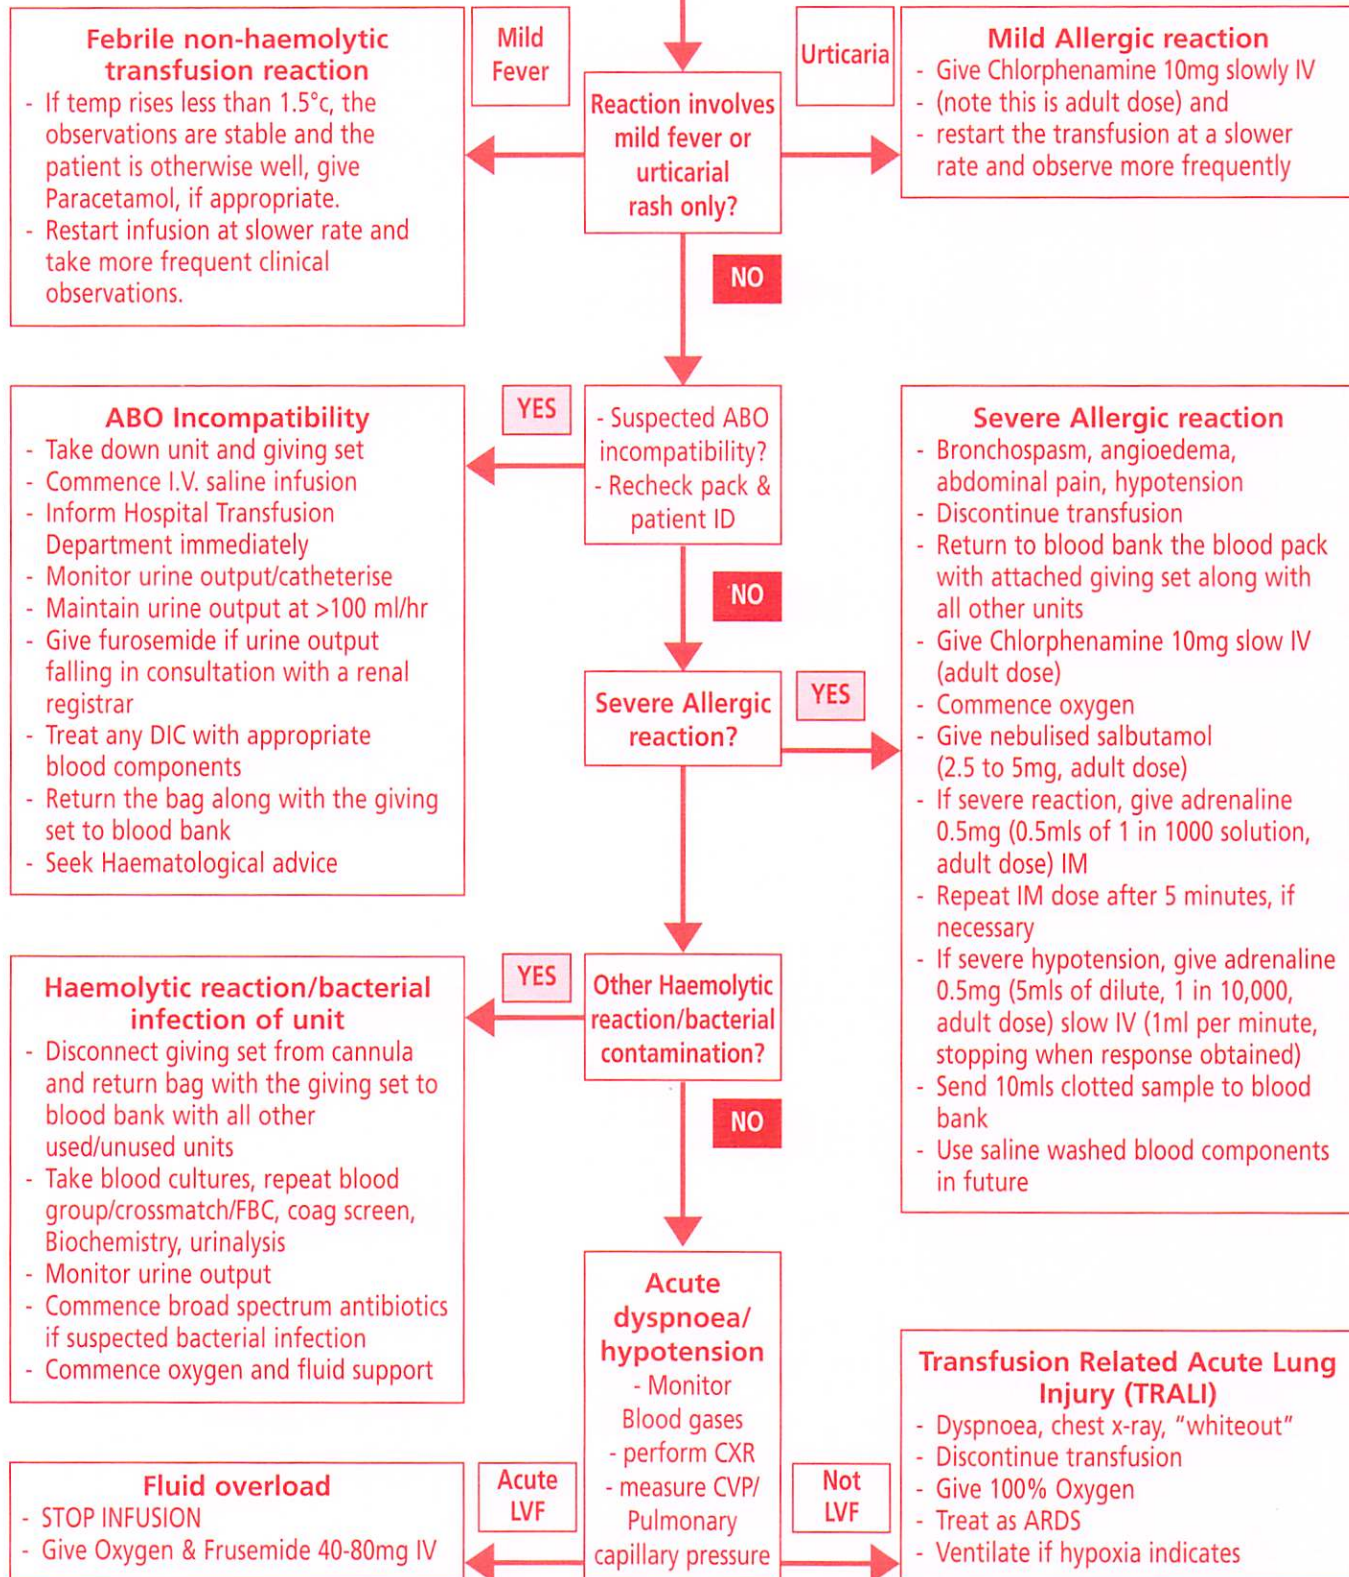 Febrile non-haemolytic
transfusion reaction
- If temp rises less than 1.5°c, the
observations are stable and the
patient is otherwise well, give
Paracetamol, if appropriate.
- Restart infusion at slower rate and
take more frequent clinical
observations.
Mild
Fever
Reaction involves
mild fever or
urticarial
rash only?
Urticaria
Mild Allergic reaction
- Give Chlorphenamine 10mg slowly IV
- (note this is adult dose) and
- restart the transfusion at a slower
rate and observe more frequently
NO
ABO Incompatibility
- Take down unit and giving set
- Commence I.V. saline infusion
- Inform Hospital Transfusion
Department immediately
- Monitor urine output/catheterise
- Maintain urine output at >100 ml/hr
- Give furosemide if urine output
falling in consultation with a renal
registrar
- Treat any DIC with appropriate
blood components
- Return the bag along with the giving
set to blood bank
- Seek Haematological advice
YES
- Suspected ABO
incompatibility?
- Recheck pack &
patient ID
NO
Severe Allergic
reaction?
YES
Severe Allergic reaction
- Bronchospasm, angioedema,
abdominal pain, hypotension
- Discontinue transfusion
- Return to blood bank the blood pack
with attached giving set along with
all other units
- Give Chlorphenamine 10mg slow IV
(adult dose)
- Commence oxygen
- Give nebulised salbutamol
(2.5 to 5mg, adult dose)
- If severe reaction, give adrenaline
0.5mg (0.5mls of 1 in 1000 solution,
adult dose) IM
- Repeat IM dose after 5 minutes, if
necessary
- If severe hypotension, give adrenaline
0.5mg (5mls of dilute, 1 in 10,000,
adult dose) slow IV (1ml per minute,
stopping when response obtained)
- Send 10mls clotted sample to blood
bank
- Use saline washed blood components
in future
Haemolytic reaction/bacterial
infection of unit
- Disconnect giving set from cannula
and return bag with the giving set to
blood bank with all other
used/unused units
- Take blood cultures, repeat blood
group/crossmatch/FBC, coag screen,
Biochemistry, urinalysis
- Monitor urine output
- Commence broad spectrum antibiotics
if suspected bacterial infection
- Commence oxygen and fluid support
YES
Other Haemolytic
reaction/bacterial
contamination?
NO
Acute
dyspnoea/
hypotension
- Monitor
Blood gases
- perform CXR
- measure CVP/
Pulmonary
capillary pressure
Fluid overload
- STOP INFUSION
- Give Oxygen & Frusemide 40-80mg IV
Acute
LVF
Not
LVF
Transfusion Related Acute Lung
Injury (TRALI)
- Dyspnoea, chest x-ray, "whiteout"
- Discontinue transfusion
- Give 100% Oxygen
- Treat as ARDS
- Ventilate if hypoxia indicates